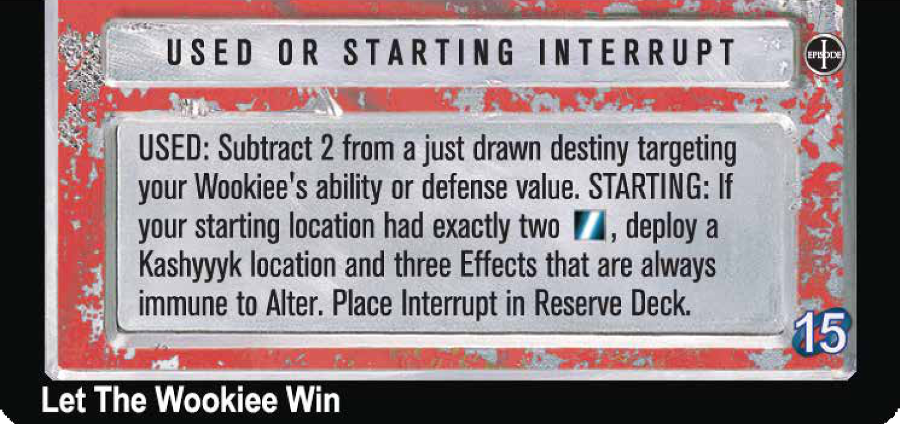 USED OR STARTING INTERRUPT
EPISODE
I
USED: Subtract 2 from a just drawn destiny targeting
your Wookiee's ability or defense value. STARTING: If
your starting location had exactly two , deploy a
Kashyyyk location and three Effects that are always
immune to Alter. Place Interrupt in Reserve Deck.
15
Let The Wookiee Win